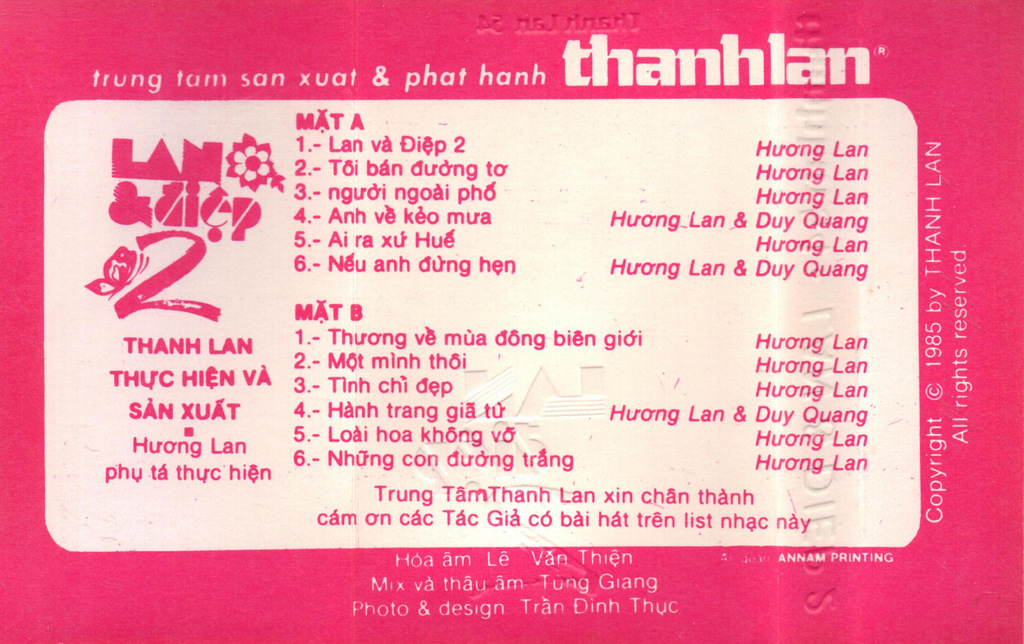 Thanh Lan 54
trung tam san xuat & phat hanh thanhlan ®
LAN
& điệp
2
THANH LAN
THỰC HIỆN VÀ
SẢN XUẤT
Hương Lan
phụ tá thực hiện
MẶT A
1.- Lan và Điệp 2 Hương Lan
2.- Tôi bán đường tơ Hương Lan
3.- người ngoài phố Hương Lan
4.- Anh về kẻo mưa Hương Lan & Duy Quang
5.- Ai ra xứ Huế Hương Lan
6.- Nếu anh đừng hẹn Hương Lan & Duy Quang
MẶT B
1.- Thương về mùa đông biên giới Hương Lan
2.- Một mình thôi Hương Lan
3.- Tình chỉ đẹp Hương Lan
4.- Hành trang giã từ Hương Lan & Duy Quang
5.- Loài hoa không vỡ Hương Lan
6.- Những con đường trắng Hương Lan
Trung TâmThanh Lan xin chân thành
cám ơn các Tác Giả có bài hát trên list nhạc này
Copyright © 1985 by THANH LAN
All rights reserved
Hòa âm Lê Văn Thiện
Mix và thâu âm Tùng Giang
Photo & design Trần Đình Thục
ANNAM PRINTING